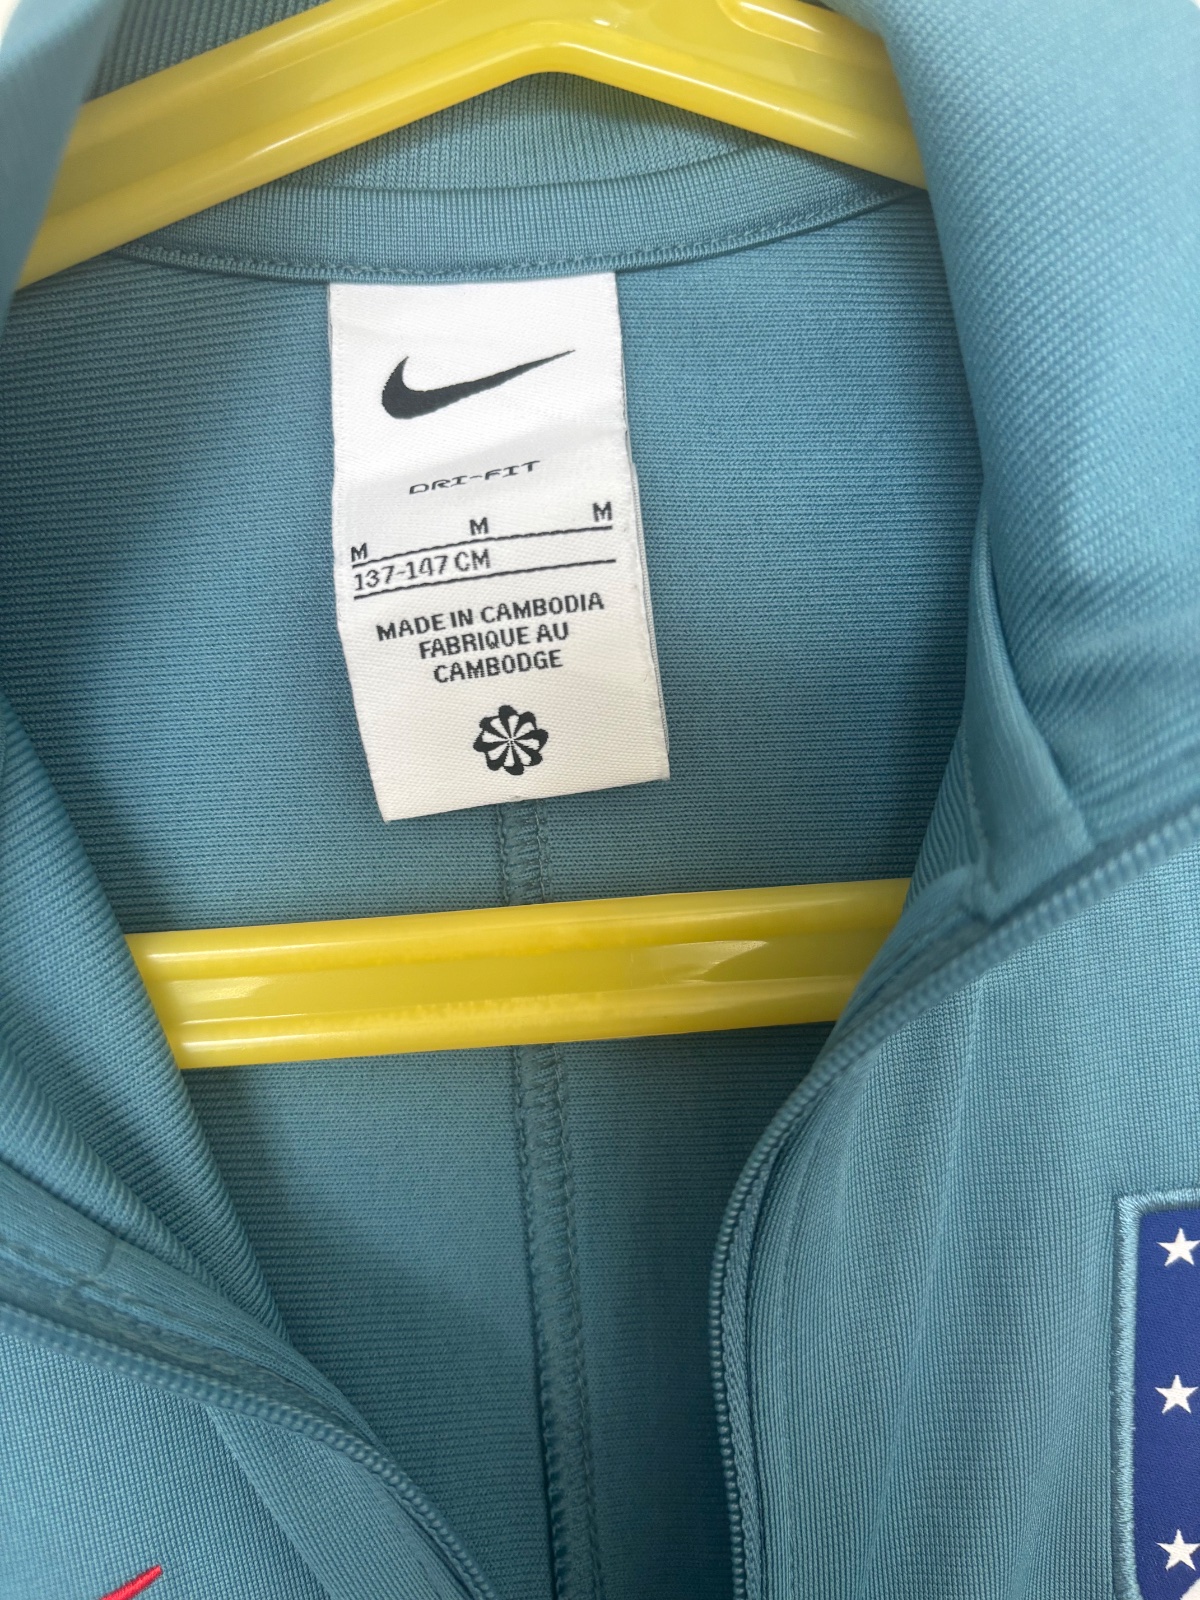 DRI-FIT
M M M
137-147 CM
MADE IN CAMBODIA
FABRIQUE AU
CAMBODGE